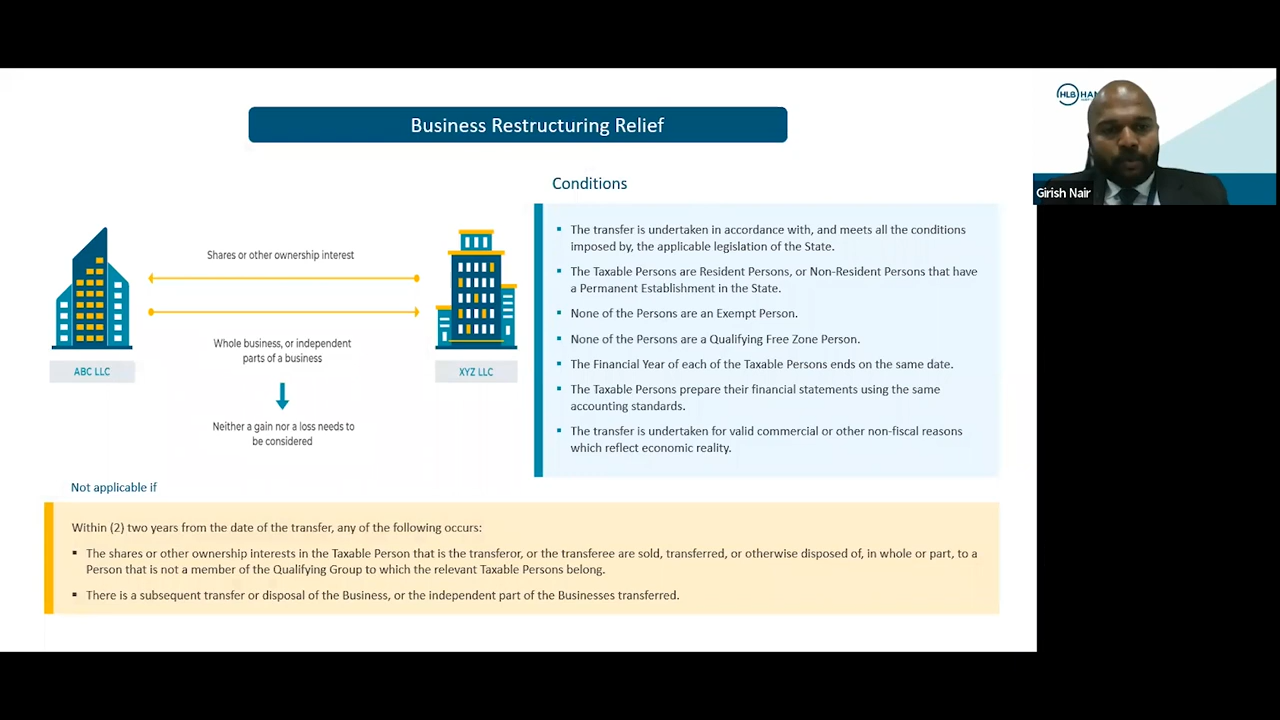 Business Restructuring Relief
HLB HAM
Girish Nair
Conditions
Shares or other ownership interest
Whole business, or independent
parts of a business
ABC LLC
XYZ LLC
Neither a gain nor a loss needs to
be considered
▪ The transfer is undertaken in accordance with, and meets all the conditions
imposed by, the applicable legislation of the State.
▪ The Taxable Persons are Resident Persons, or Non-Resident Persons that have
a Permanent Establishment in the State.
▪ None of the Persons are an Exempt Person.
▪ None of the Persons are a Qualifying Free Zone Person.
▪ The Financial Year of each of the Taxable Persons ends on the same date.
▪ The Taxable Persons prepare their financial statements using the same
accounting standards.
▪ The transfer is undertaken for valid commercial or other non-fiscal reasons
which reflect economic reality.
Not applicable if
Within (2) two years from the date of the transfer, any of the following occurs:
▪ The shares or other ownership interests in the Taxable Person that is the transferor, or the transferee are sold, transferred, or otherwise disposed of, in whole or part, to a
Person that is not a member of the Qualifying Group to which the relevant Taxable Persons belong.
▪ There is a subsequent transfer or disposal of the Business, or the independent part of the Businesses transferred.